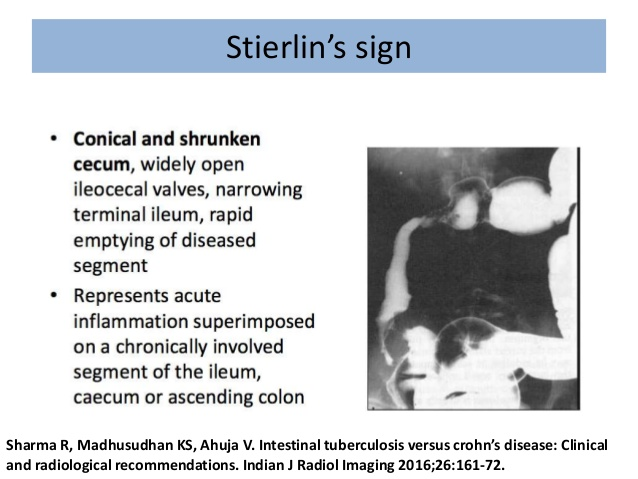 Stierlin's sign
• Conical and shrunken
cecum, widely open
ileocecal valves, narrowing
terminal ileum, rapid
emptying of diseased
segment
• Represents acute
inflammation superimposed
on a chronically involved
segment of the ileum,
caecum or ascending colon
Sharma R, Madhusudhan KS, Ahuja V. Intestinal tuberculosis versus crohn's disease: Clinical
and radiological recommendations. Indian J Radiol Imaging 2016;26:161-72.